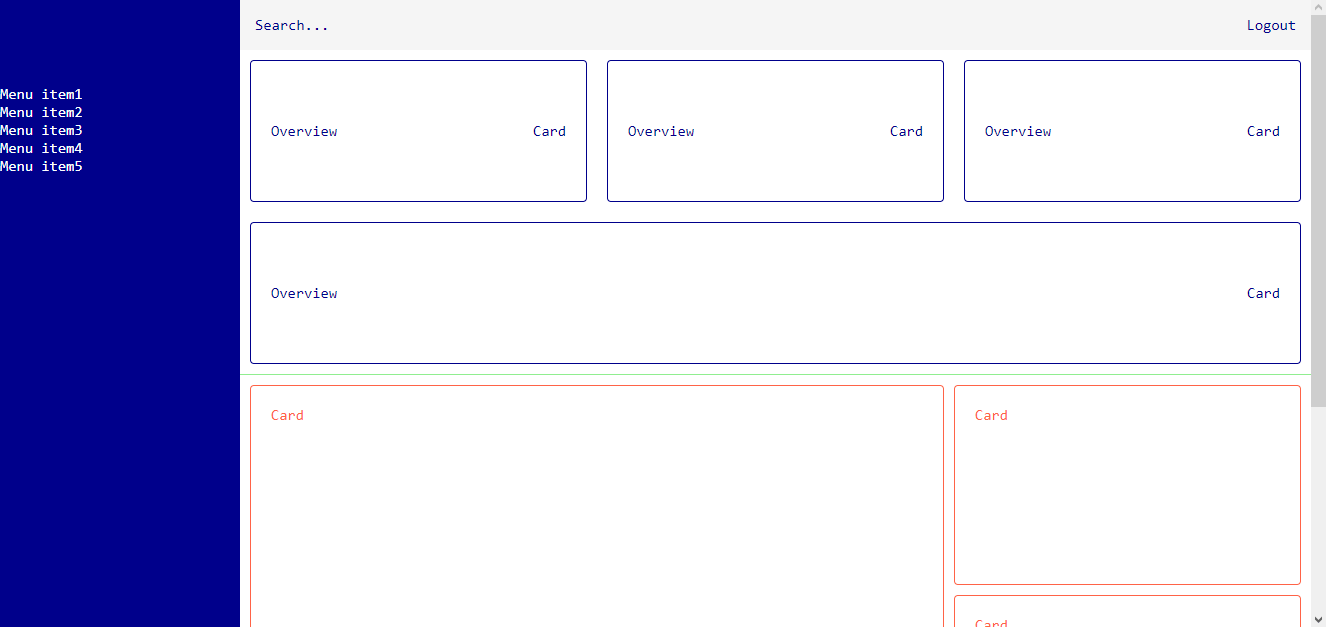 Search... Logout
Menu item1
Menu item2
Menu item3
Menu item4
Menu item5
Overview Card
Overview Card
Overview Card
Overview Card
Card
Card
Card